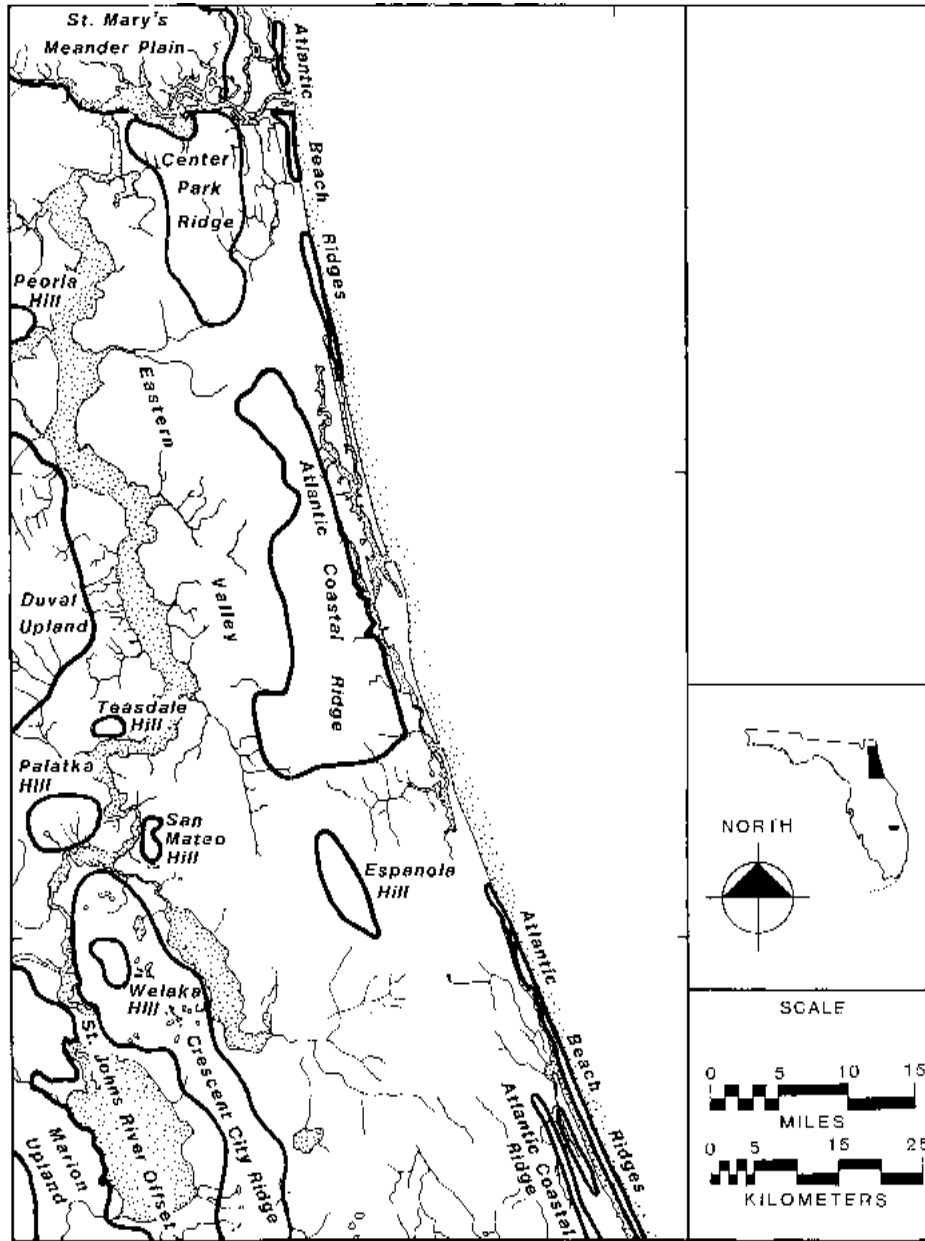 St. Mary's
Meander Plain
Atlantic
Beach
Ridges
Center
Park
Ridge
Peoria
Hill
Eastern
Valley
Atlantic
Coastal
Ridge
Duval
Upland
Teasdale
Hill
Palatka
Hill
San
Mateo
Hill
Espanola
Hill
Welaka
Hill
Crescent City Ridge
St. Johns River Offset
Marion
Upland
Atlantic
Beach
Ridges
Atlantic Coastal
Ridge
NORTH
SCALE
0 5 10 15
MILES
0 5 15 25
KILOMETERS